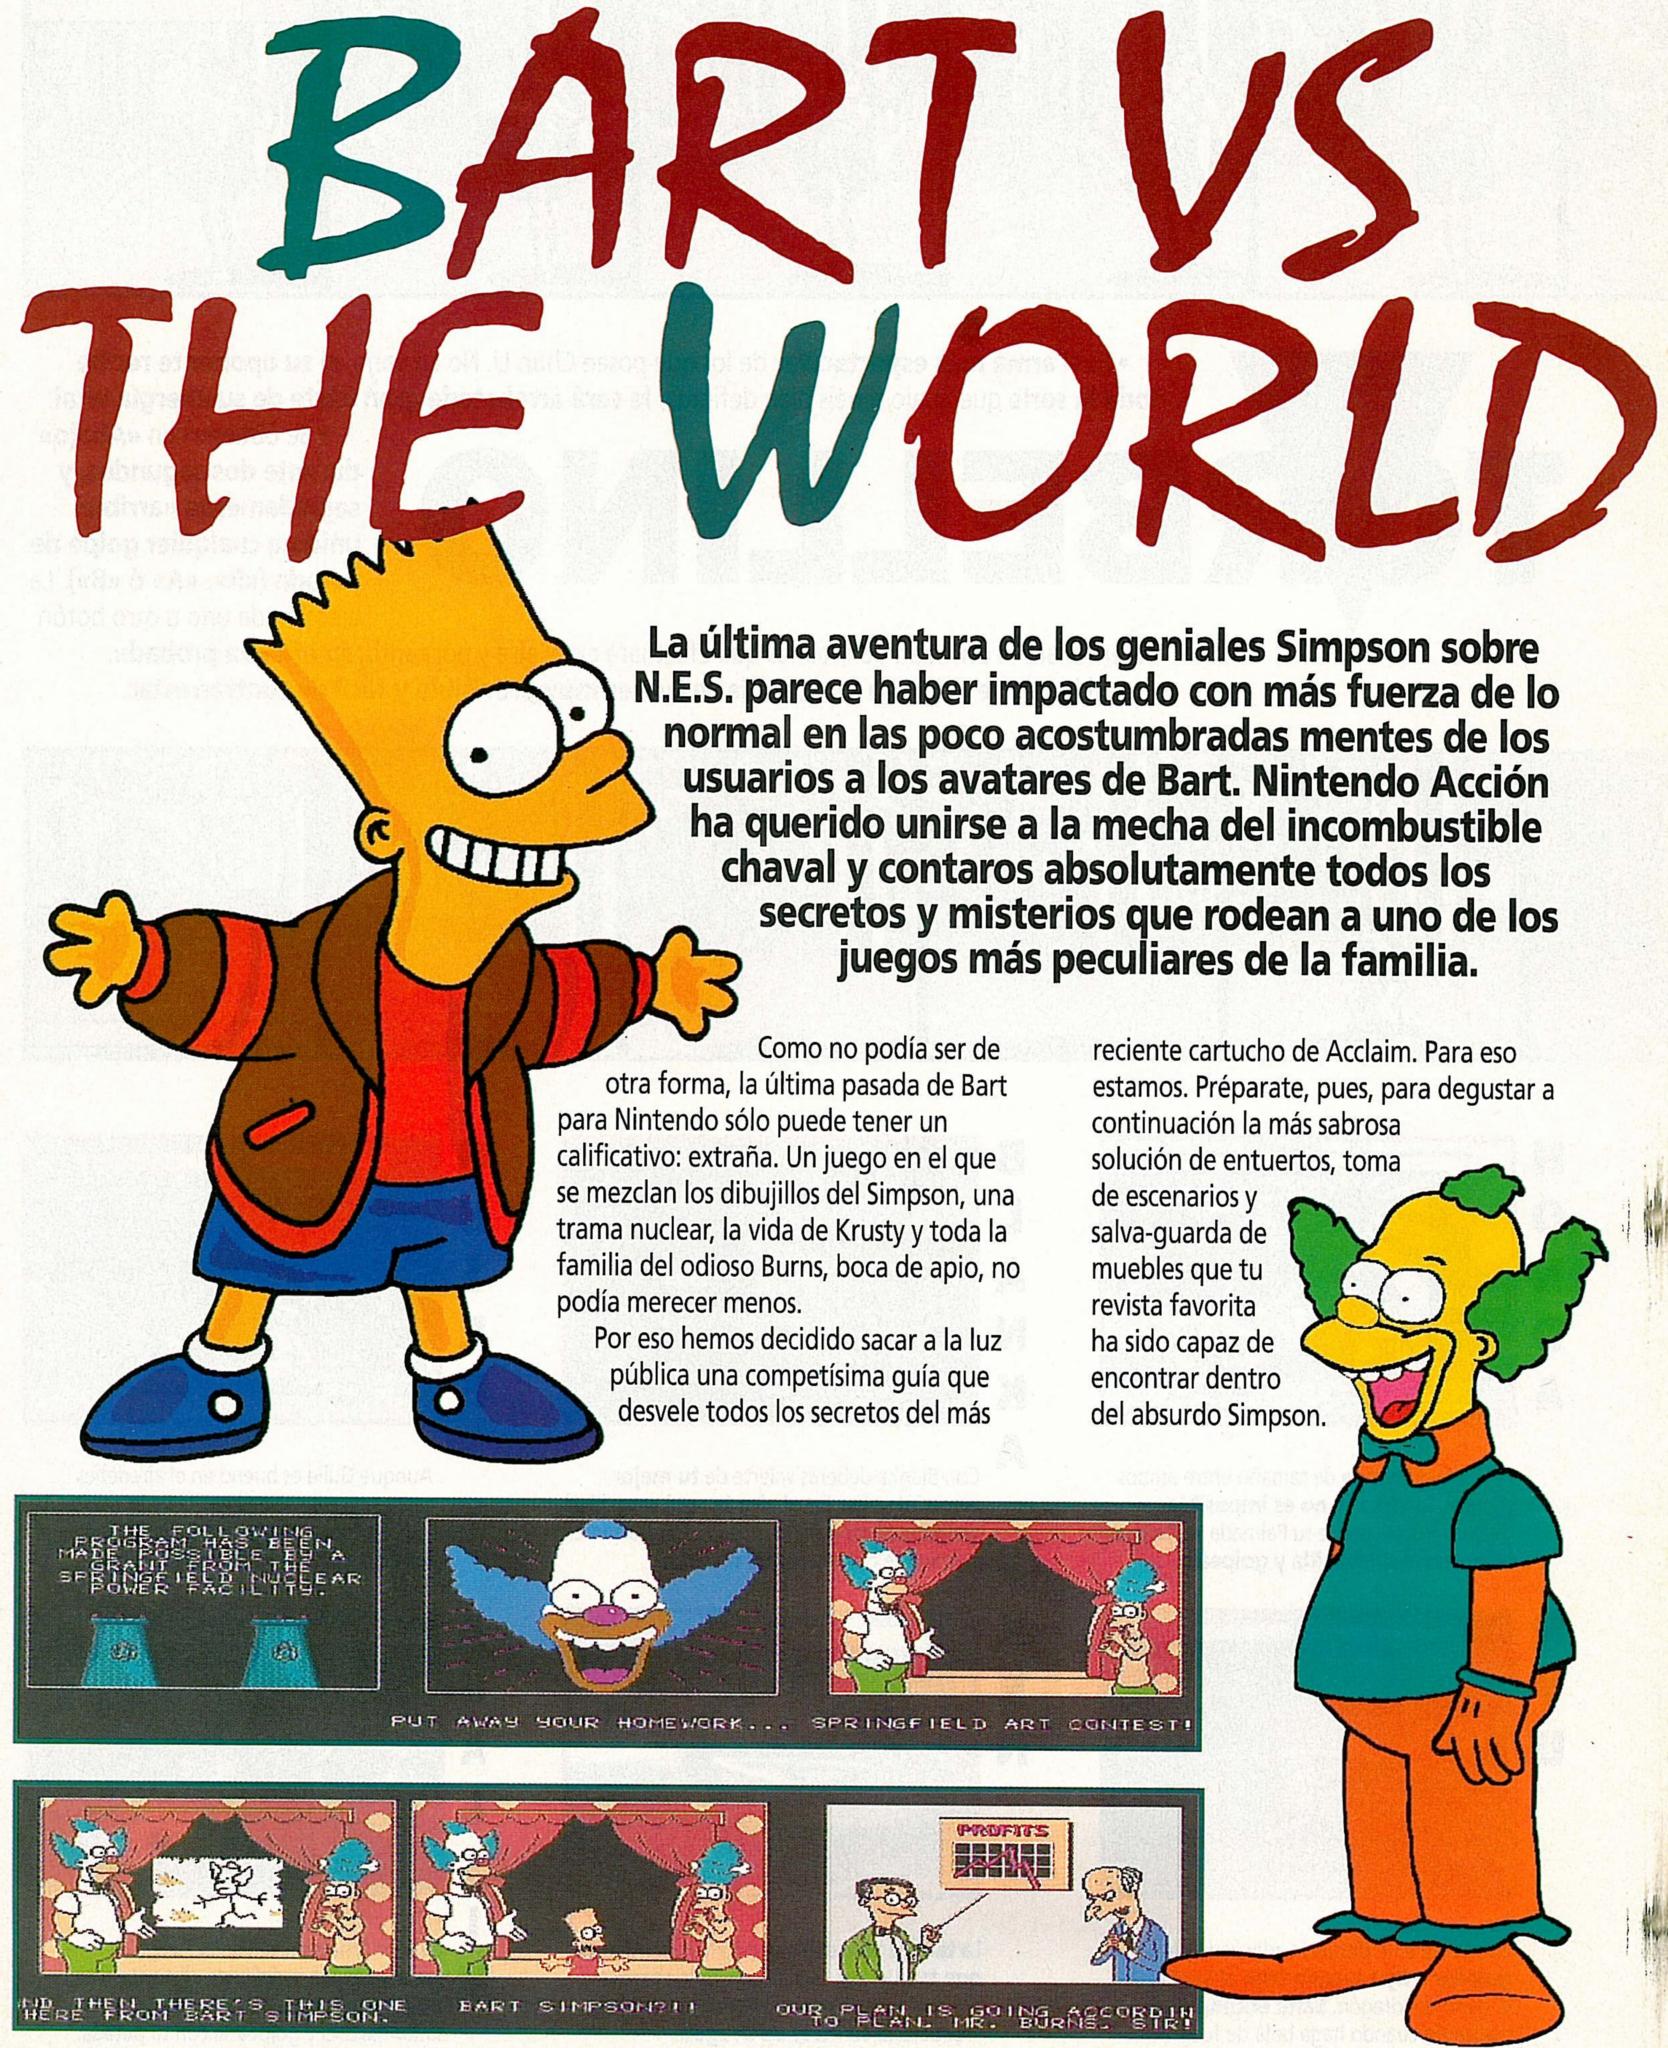 BART VS
THE WORLD
La última aventura de los geniales Simpson sobre
N.E.S. parece haber impactado con más fuerza de lo
normal en las poco acostumbradas mentes de los
usuarios a los avatares de Bart. Nintendo Acción
ha querido unirse a la mecha del incombustible
chaval y contaros absolutamente todos los
secretos y misterios que rodean a uno de los
juegos más peculiares de la familia.
Como no podía ser de
otra forma, la última pasada de Bart
para Nintendo sólo puede tener un
calificativo: extraña. Un juego en el que
se mezclan los dibujillos del Simpson, una
trama nuclear, la vida de Krusty y toda la
familia del odioso Burns, boca de apio, no
podía merecer menos.
Por eso hemos decidido sacar a la luz
pública una competísima guía que
desvele todos los secretos del más
reciente cartucho de Acclaim. Para eso
estamos. Préparate, pues, para degustar a
continuación la más sabrosa
solución de entuertos, toma
de escenarios y
salva-guarda de
muebles que tu
revista favorita
ha sido capaz de
encontrar dentro
del absurdo Simpson.
THE FOLLOWING
PROGRAM HAS BEEN
MADE POSSIBLE BY A
GRANT FROM THE
SPRINGFIELD NUCLEAR
POWER FACILITY.
PUT AWAY YOUR HOMEWORK...
SPRINGFIELD ART CONTEST!
ND THEN THERE'S THIS ONE
HERE FROM BART SIMPSON.
BART SIMPSON?!!
PROFITS
OUR PLAN IS GOING ACCORDIN
TO PLAN, MR. BURNS, SIR!